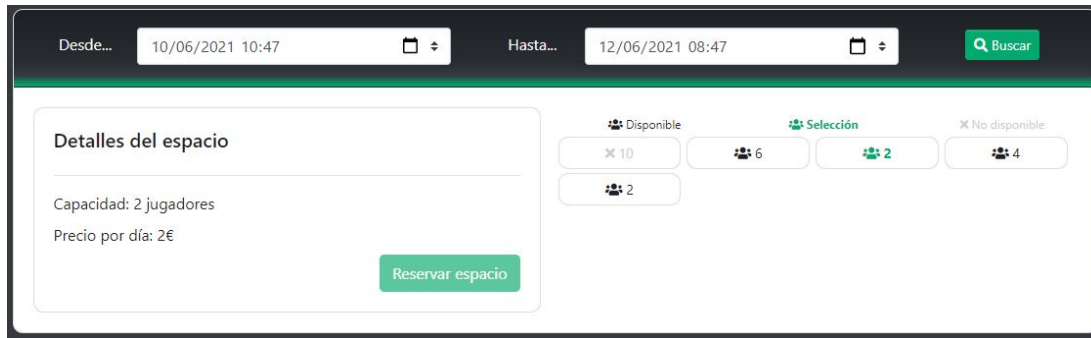 Desde... 10/06/2021 10:47 Hasta... 12/06/2021 08:47 Buscar
Detalles del espacio
Capacidad: 2 jugadores
Precio por día: 2€
Reservar espacio
Disponible Selección No disponible
10 6 2 4
2